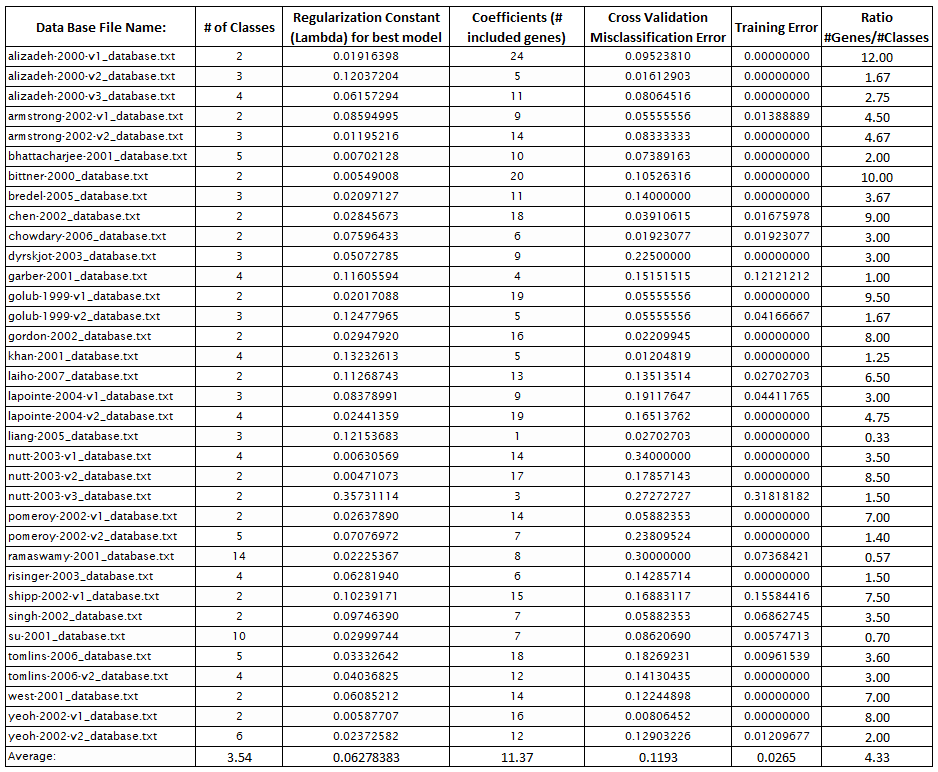 Data Base File Name: # of Classes Regularization Constant (Lambda) for best model Coefficients (# included genes) Cross Validation Misclassification Error Training Error Ratio #Genes/#Classes
alizadeh-2000-v1_database.txt 2 0.01916398 24 0.09523810 0.00000000 12.00
alizadeh-2000-v2_database.txt 3 0.12037204 5 0.01612903 0.00000000 1.67
alizadeh-2000-v3_database.txt 4 0.06157294 11 0.08064516 0.00000000 2.75
armstrong-2002-v1_database.txt 2 0.08594995 9 0.05555556 0.01388889 4.50
armstrong-2002-v2_database.txt 3 0.01195216 14 0.08333333 0.00000000 4.67
bhattacharjee-2001_database.txt 5 0.00702128 10 0.07389163 0.00000000 2.00
bittner-2000_database.txt 2 0.00549008 20 0.10526316 0.00000000 10.00
bredel-2005_database.txt 3 0.02097127 11 0.14000000 0.00000000 3.67
chen-2002_database.txt 2 0.02845673 18 0.03910615 0.01675978 9.00
chowdary-2006_database.txt 2 0.07596433 6 0.01923077 0.01923077 3.00
dyrskjot-2003_database.txt 3 0.05072785 9 0.22500000 0.00000000 3.00
garber-2001_database.txt 4 0.11605594 4 0.15151515 0.12121212 1.00
golub-1999-v1_database.txt 2 0.02017088 19 0.05555556 0.00000000 9.50
golub-1999-v2_database.txt 3 0.12477965 5 0.05555556 0.04166667 1.67
gordon-2002_database.txt 2 0.02947920 16 0.02209945 0.00000000 8.00
khan-2001_database.txt 4 0.13232613 5 0.01204819 0.00000000 1.25
laiho-2007_database.txt 2 0.11268743 13 0.13513514 0.02702703 6.50
lapointe-2004-v1_database.txt 3 0.08378991 9 0.19117647 0.04411765 3.00
lapointe-2004-v2_database.txt 4 0.02441359 19 0.16513762 0.00000000 4.75
liang-2005_database.txt 3 0.12153683 1 0.02702703 0.00000000 0.33
nutt-2003-v1_database.txt 4 0.00630569 14 0.34000000 0.00000000 3.50
nutt-2003-v2_database.txt 2 0.00471073 17 0.17857143 0.00000000 8.50
nutt-2003-v3_database.txt 2 0.35731114 3 0.27272727 0.31818182 1.50
pomeroy-2002-v1_database.txt 2 0.02637890 14 0.05882353 0.00000000 7.00
pomeroy-2002-v2_database.txt 5 0.07076972 7 0.23809524 0.00000000 1.40
ramaswamy-2001_database.txt 14 0.02225367 8 0.30000000 0.07368421 0.57
risinger-2003_database.txt 4 0.06281940 6 0.14285714 0.00000000 1.50
shipp-2002-v1_database.txt 2 0.10239171 15 0.16883117 0.15584416 7.50
singh-2002_database.txt 2 0.09746390 7 0.05882353 0.06862745 3.50
su-2001_database.txt 10 0.02999744 7 0.08620690 0.00574713 0.70
tomlins-2006_database.txt 5 0.03332642 18 0.18269231 0.00961539 3.60
tomlins-2006-v2_database.txt 4 0.04036825 12 0.14130435 0.00000000 3.00
west-2001_database.txt 2 0.06085212 14 0.12244898 0.00000000 7.00
yeoh-2002-v1_database.txt 2 0.00587707 16 0.00806452 0.00000000 8.00
yeoh-2002-v2_database.txt 6 0.02372582 12 0.12903226 0.01209677 2.00
Average: 3.54 0.06278383 11.37 0.1193 0.0265 4.33